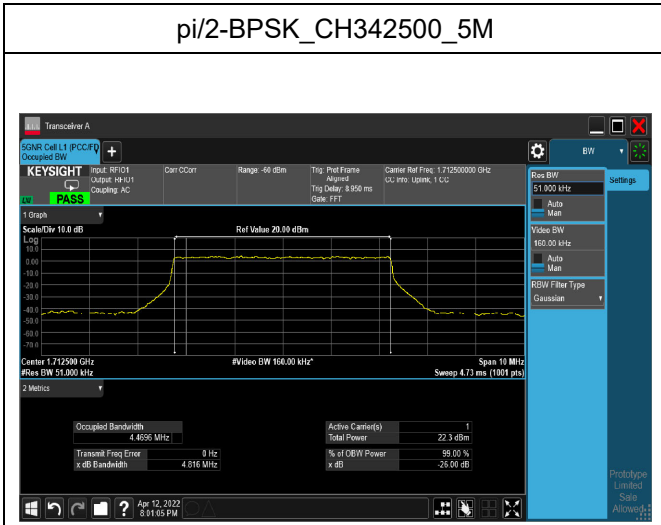 pi/2-BPSK_CH342500_5M
Transceiver A
5GNR Cell L1 (PCC/FD
Occupied BW
+
BW
KEYSIGHT
Input: RFIO1
Output: RFIO1
Coupling: AC
Corr CCorr
Range: -60 dBm
Trig: Pret Frame
Aligned
Trig Delay: 8.950 ms
Gate: FFT
Carrier Ref Freq: 1.712500000 GHz
CC Info: Uplink, 1 CC
PASS
Res BW
51.000 kHz
Auto
Man
Settings
Video BW
160.00 kHz
Auto
Man
RBW Filter Type
Gaussian
1 Graph
Scale/Div 10.0 dB
Ref Value 20.00 dBm
Log
10.0
0.00
-10.0
-20.0
-30.0
-40.0
-50.0
-60.0
-70.0
Center 1.712500 GHz
#Video BW 160.00 kHz*
Span 10 MHz
#Res BW 51.000 kHz
Sweep 4.73 ms (1001 pts)
2 Metrics
Occupied Bandwidth
4.4696 MHz
Transmit Freq Error 0 Hz
x dB Bandwidth 4.816 MHz
Active Carrier(s) 1
Total Power 22.3 dBm
% of OBW Power 99.00 %
x dB -26.00 dB
Apr 12, 2022
8:01:05 PM
Prototype
Limited
Sale
Allowed